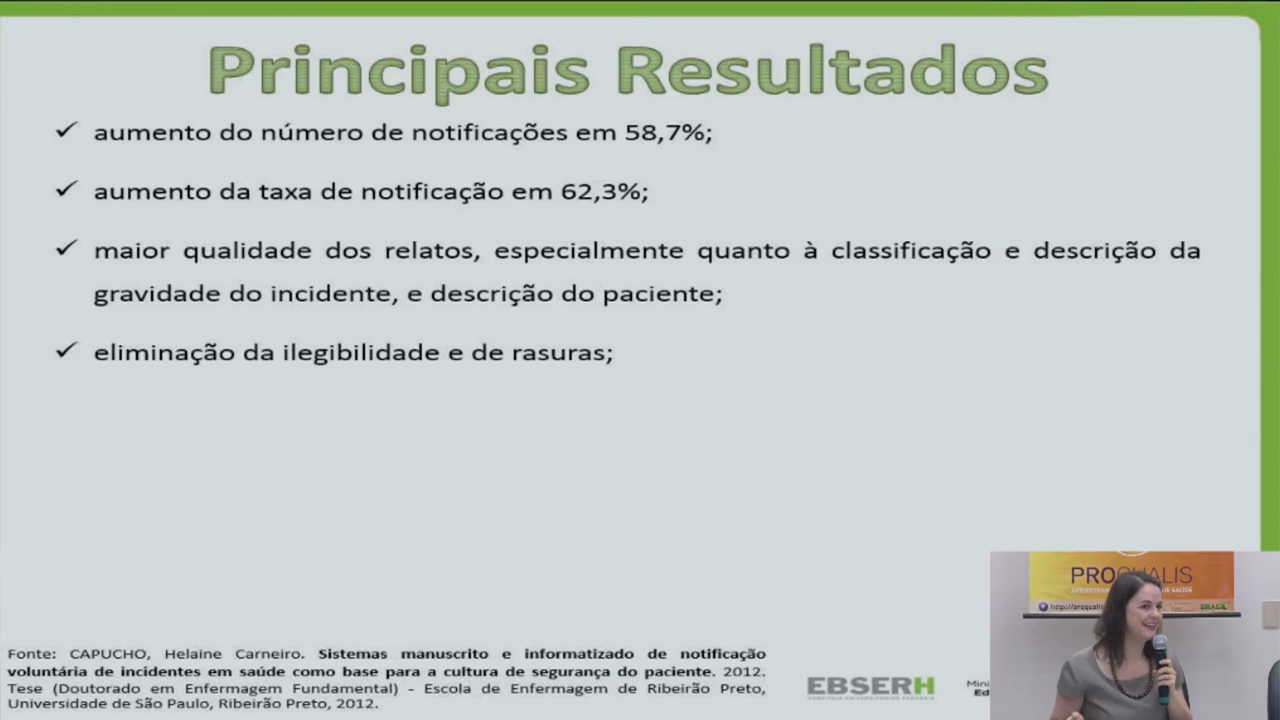 Principais Resultados
✓ aumento do número de notificações em 58,7%;
✓ aumento da taxa de notificação em 62,3%;
✓ maior qualidade dos relatos, especialmente quanto à classificação e descrição da
gravidade do incidente, e descrição do paciente;
✓ eliminação da ilegibilidade e de rasuras;
Fonte: CAPUCHO, Helaine Carneiro. Sistemas manuscrito e informatizado de notificação
voluntária de incidentes em saúde como base para a cultura de segurança do paciente. 2012.
Tese (Doutorado em Enfermagem Fundamental) - Escola de Enfermagem de Ribeirão Preto,
Universidade de São Paulo, Ribeirão Preto, 2012.
EBSERH
PROQUALIS
BRASIL